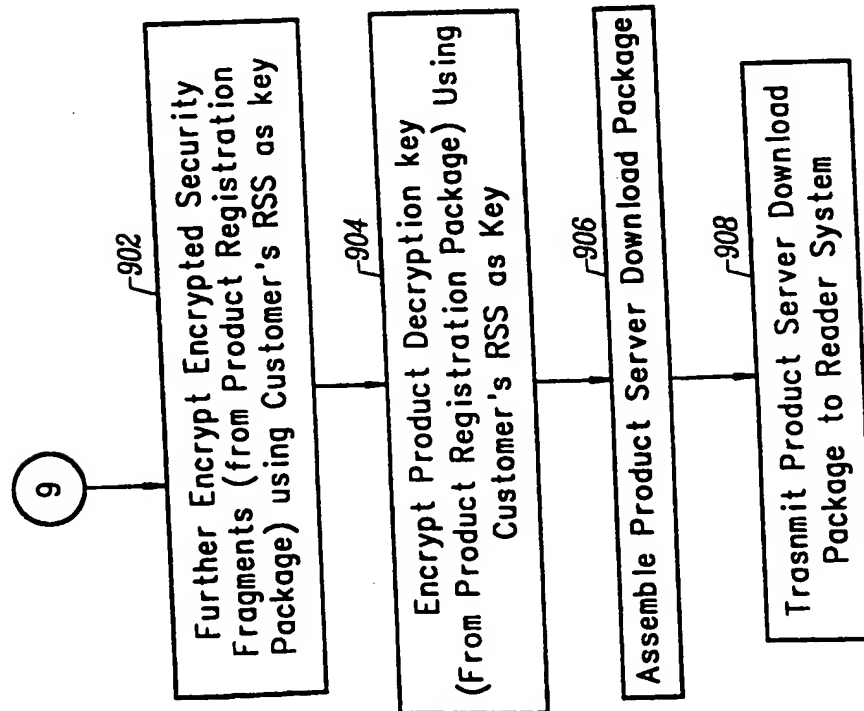 9
902
Further Encrypt Encrypted Security
Fragments (from Product Registration
Package) using Customer's RSS as key
904
Encrypt Product Decryption key
(From Product Registration Package) Using
Customer's RSS as Key
906
Assemble Product Server Download Package
908
Trasnmit Product Server Download
Package to Reader System